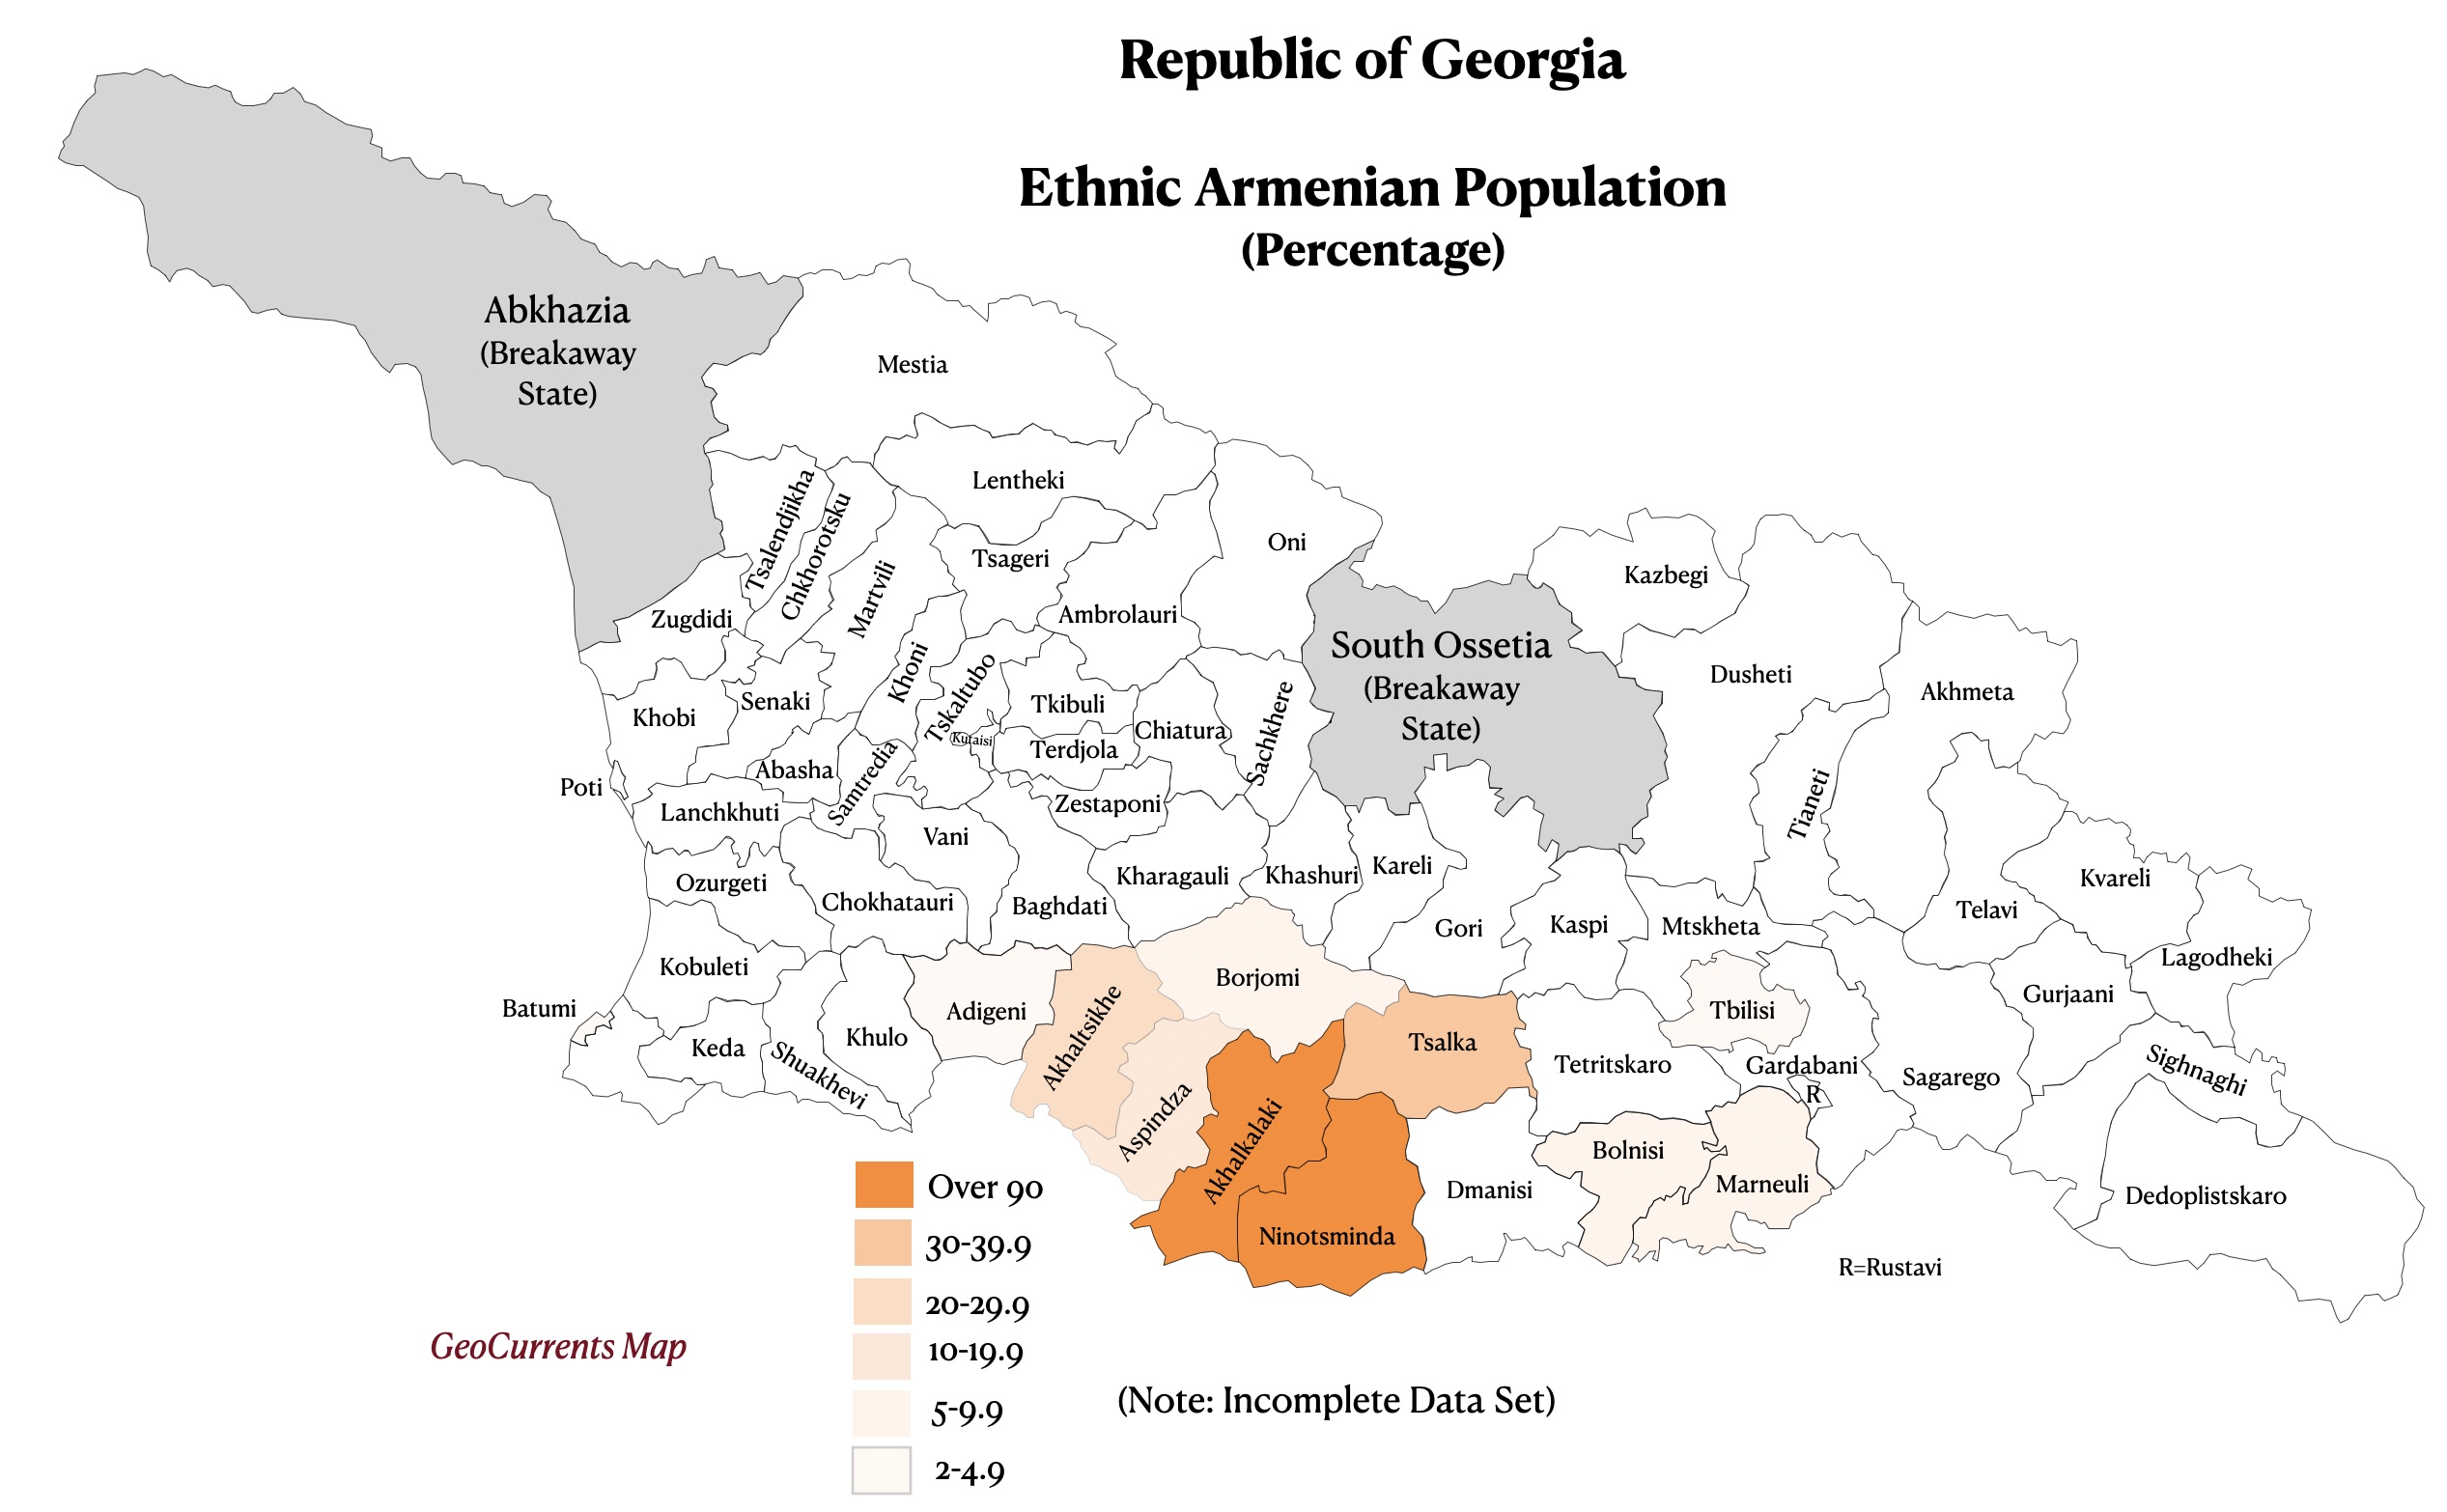 Republic of Georgia
Ethnic Armenian Population
(Percentage)
Abkhazia
(Breakaway
State)
Mestia
Lentheki
Tsalendjikha
Chkhorotsku
Martvili
Tsageri
Oni
Kazbegi
Zugdidi
Ambrolauri
South Ossetia
(Breakaway
State)
Dusheti
Akhmeta
Khobi
Senaki
Khoni
Tskaltubo
Kutaisi
Tkibuli
Terdjola
Chiatura
Sachkhere
Tianeti
Poti
Abasha
Samtredia
Lanchkhuti
Zestaponi
Vani
Ozurgeti
Chokhatauri
Baghdati
Kharagauli
Khashuri
Kareli
Gori
Kaspi
Mtskheta
Telavi
Kvareli
Lagodheki
Kobuleti
Batumi
Keda
Shuakhevi
Khulo
Adigeni
Akhaltsikhe
Borjomi
Tsalka
Tetritskaro
Tbilisi
Gardabani
R
Sagarego
Gurjaani
Sighnaghi
Aspindza
Akhalkalaki
Ninotsminda
Dmanisi
Bolnisi
Marneuli
Dedoplistskaro
R=Rustavi
Over 90
30-39.9
20-29.9
10-19.9
5-9.9
2-4.9
GeoCurrents Map
(Note: Incomplete Data Set)